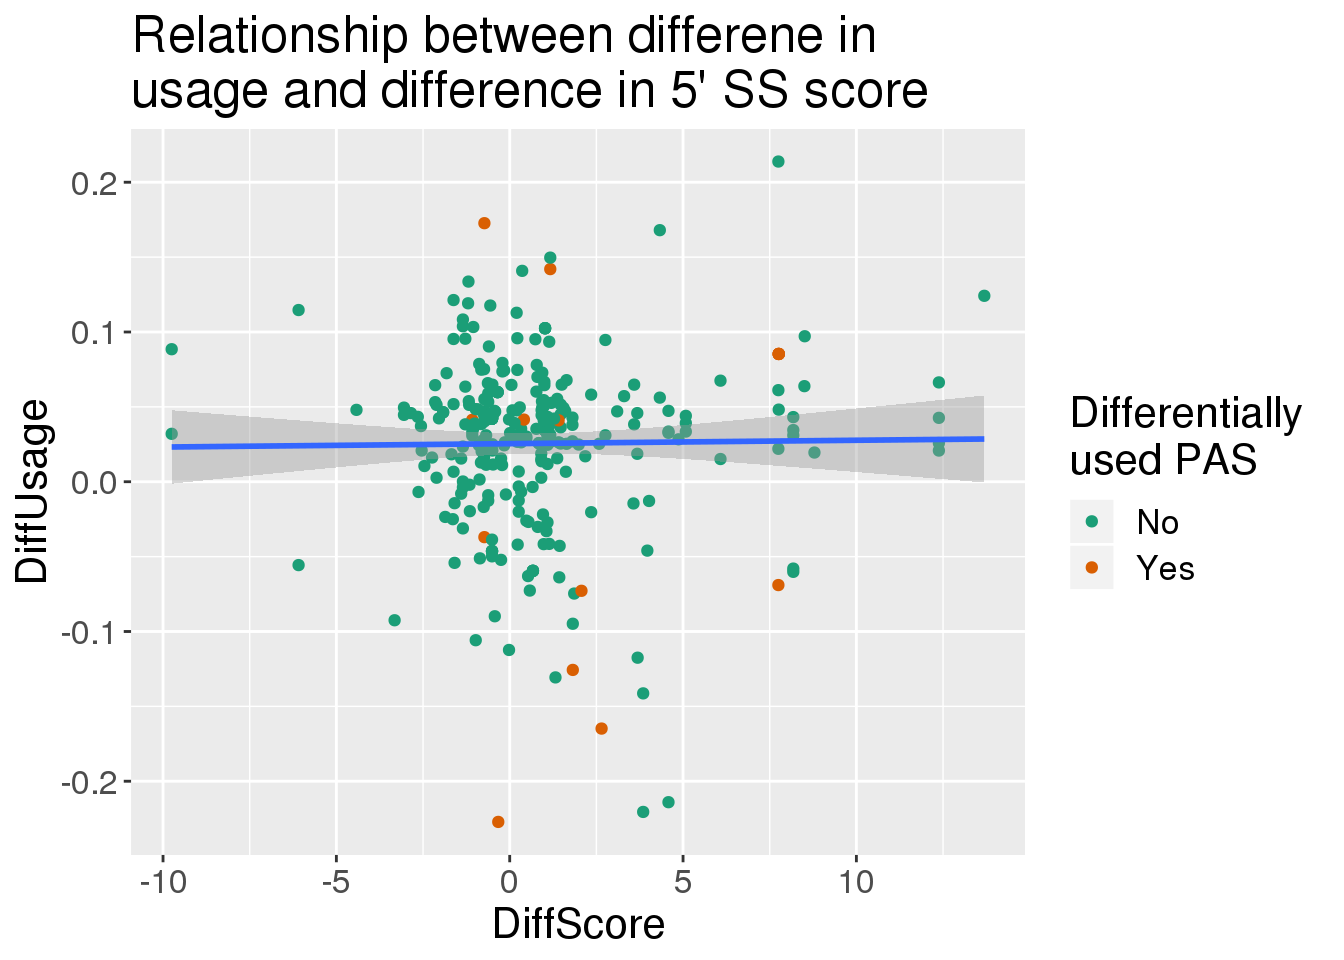 Relationship between differene in
usage and difference in 5' SS score
0.2
0.1
0.0
-0.1
-0.2
DiffUsage
-10
-5
0
5
10
DiffScore
Differentially
used PAS
No
Yes